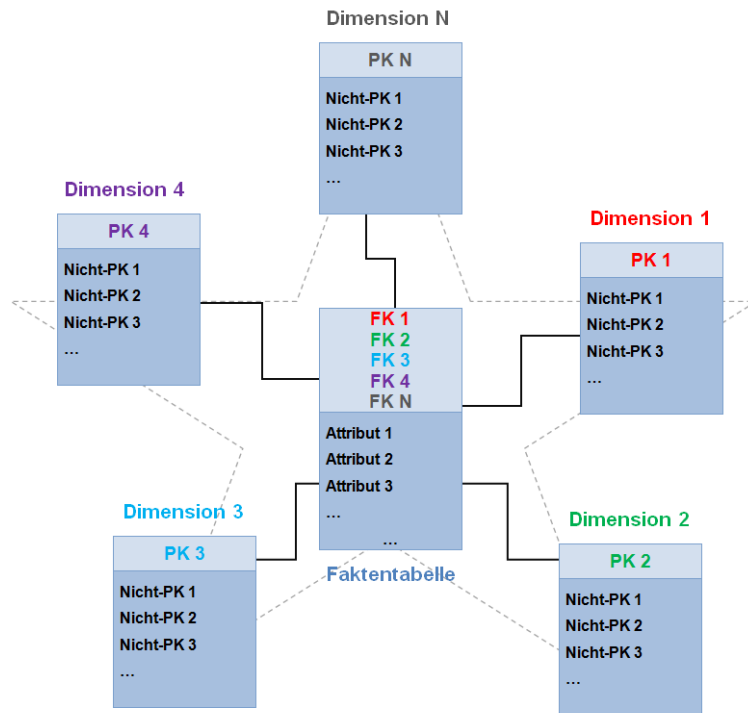 Dimension N
PK N
Nicht-PK 1
Nicht-PK 2
Nicht-PK 3
...
Dimension 4
PK 4
Nicht-PK 1
Nicht-PK 2
Nicht-PK 3
...
Dimension 1
PK 1
Nicht-PK 1
Nicht-PK 2
Nicht-PK 3
...
FK 1
FK 2
FK 3
FK 4
FK N
Attribut 1
Attribut 2
Attribut 3
...
...
Faktentabelle
Dimension 3
PK 3
Nicht-PK 1
Nicht-PK 2
Nicht-PK 3
...
Dimension 2
PK 2
Nicht-PK 1
Nicht-PK 2
Nicht-PK 3
...